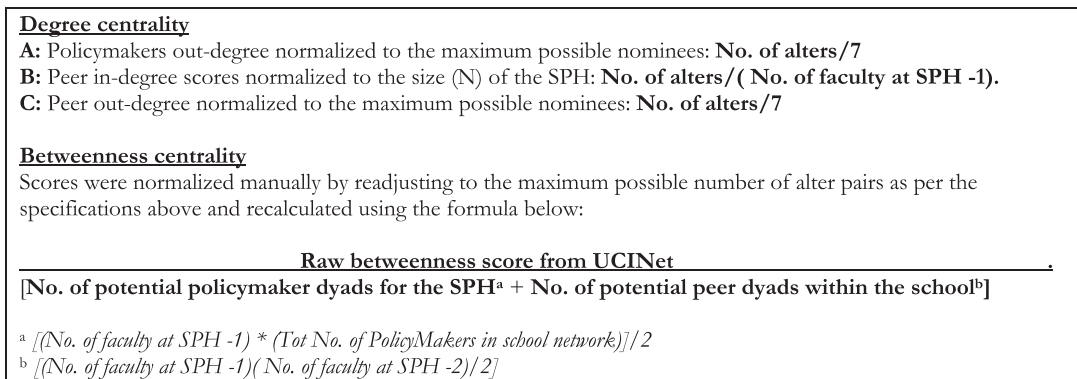 Degree centrality
A: Policymakers out-degree normalized to the maximum possible nominees: No. of alters/7
B: Peer in-degree scores normalized to the size (N) of the SPH: No. of alters/( No. of faculty at SPH -1).
C: Peer out-degree normalized to the maximum possible nominees: No. of alters/7
Betweenness centrality
Scores were normalized manually by readjusting to the maximum possible number of alter pairs as per the
specifications above and recalculated using the formula below:
Raw betweenness score from UCINet .
[No. of potential policymaker dyads for the SPHᵃ + No. of potential peer dyads within the schoolᵇ]
ᵃ [(No. of faculty at SPH -1) * (Tot No. of PolicyMakers in school network)]/2
ᵇ [(No. of faculty at SPH -1)( No. of faculty at SPH -2)/2]